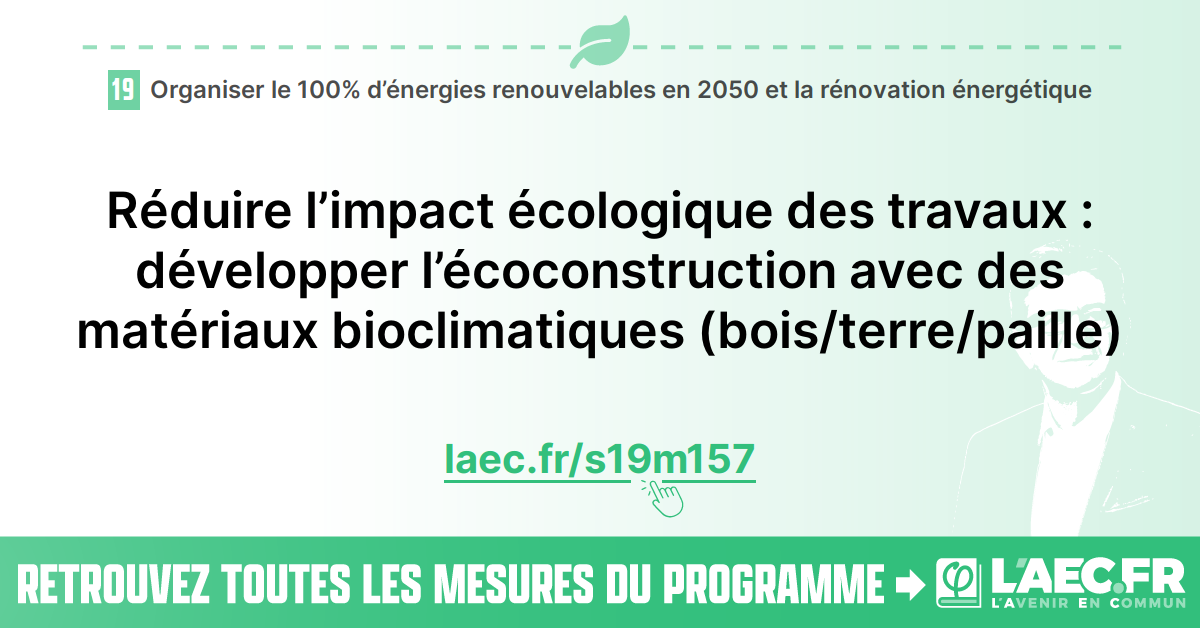 19 Organiser le 100% d’énergies renouvelables en 2050 et la rénovation énergétique
Réduire l’impact écologique des travaux :
développer l’écoconstruction avec des
matériaux bioclimatiques (bois/terre/paille)
laec.fr/s19m157
RETROUVEZ TOUTES LES MESURES DU PROGRAMME
φ L'AEC.FR
L'AVENIR EN COMMUN